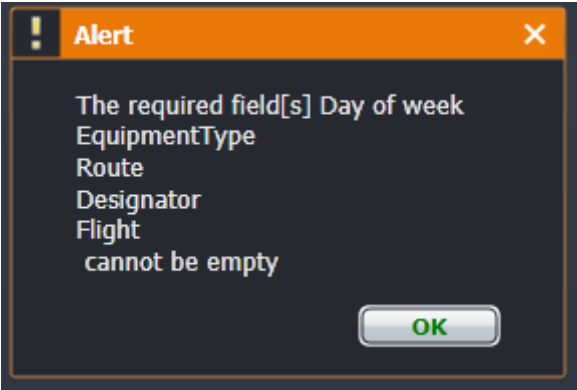 Alert
The required field[s] Day of week
EquipmentType
Route
Designator
Flight
cannot be empty
OK